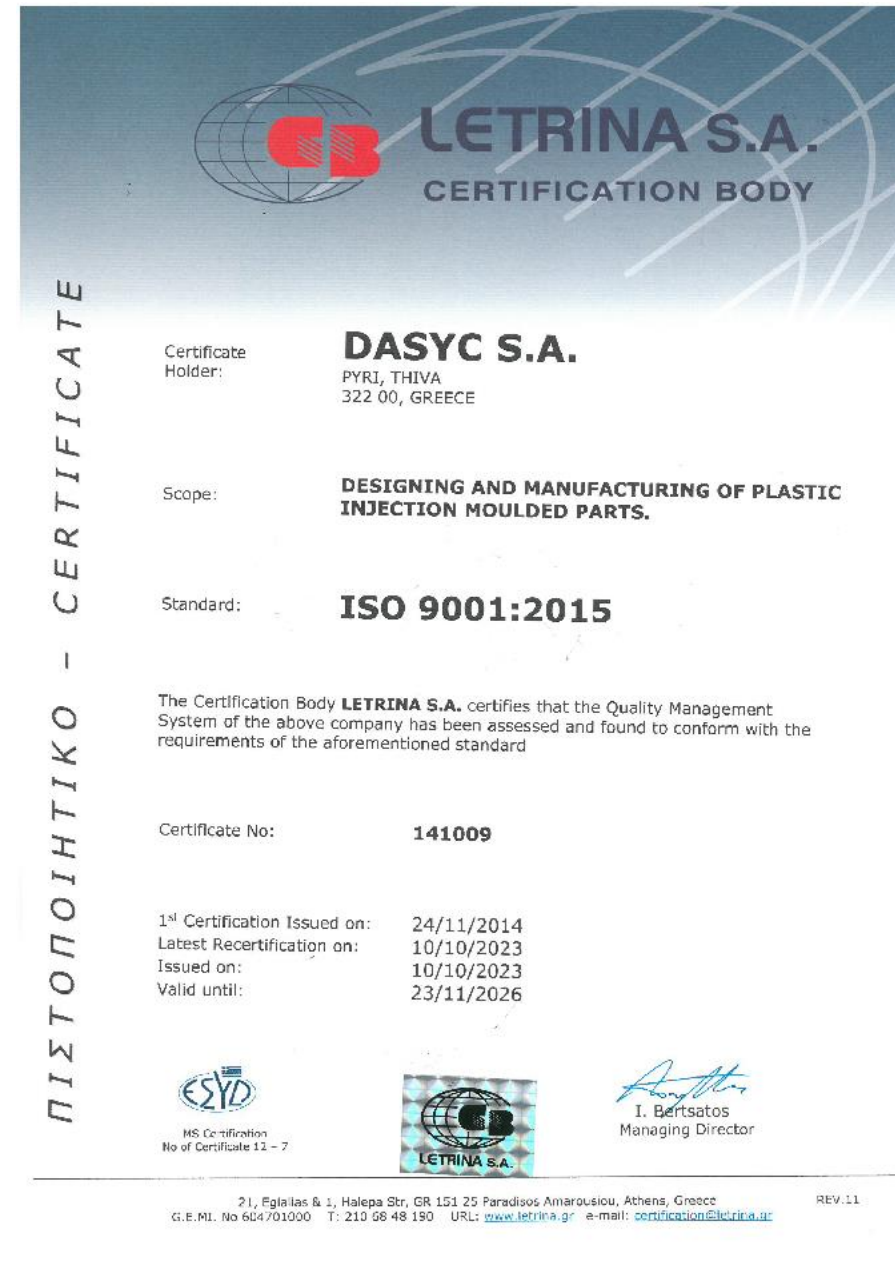 LETRINA S.A.
CERTIFICATION BODY
ΠΙΣΤΟΠΟΙΗΤΙΚΟ - CERTIFICATE
Certificate Holder:
DASYC S.A.
PYRI, THIVA
322 00, GREECE
Scope:
DESIGNING AND MANUFACTURING OF PLASTIC
INJECTION MOULDED PARTS.
Standard:
ISO 9001:2015
The Certification Body LETRINA S.A. certifies that the Quality Management
System of the above company has been assessed and found to conform with the
requirements of the aforementioned standard
Certificate No: 141009
1st Certification Issued on: 24/11/2014
Latest Recertification on: 10/10/2023
Issued on: 10/10/2023
Valid until: 23/11/2026
ΕΣΥD
MS Certification
No of Certificate 12 – 7
CB
LETRINA S.A.
I. Bertsatos
Managing Director
21, Eglalias & 1, Halepa Str, GR 151 25 Paradisos Amarousiou, Athens, Greece
REV.11
G.E.MI. No 604701000 T: 210 68 48 190 URL: www.letrina.gr e-mail: certification@letrina.gr